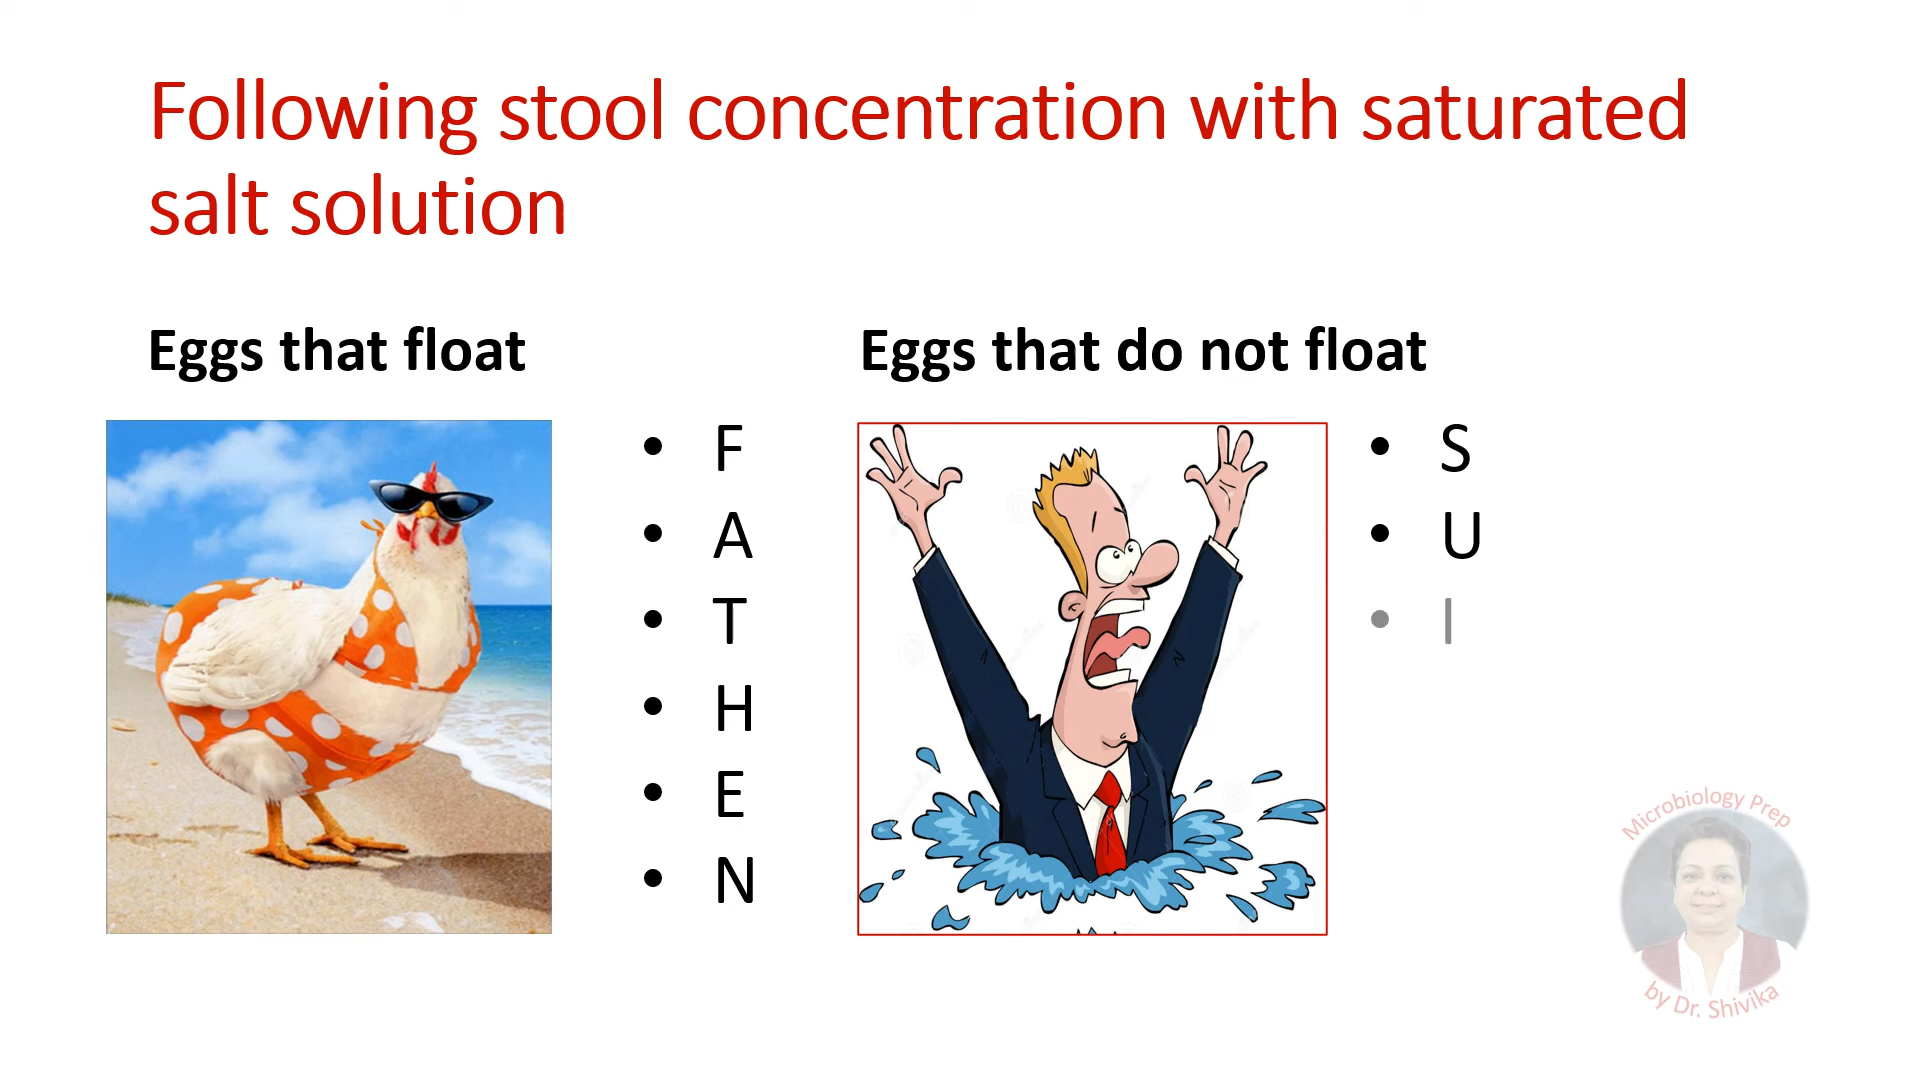 Following stool concentration with saturated
salt solution
Eggs that float
• F
• A
• T
• H
• E
• N
Eggs that do not float
• S
• U
• I
Microbiology Prep
by Dr. Shivika